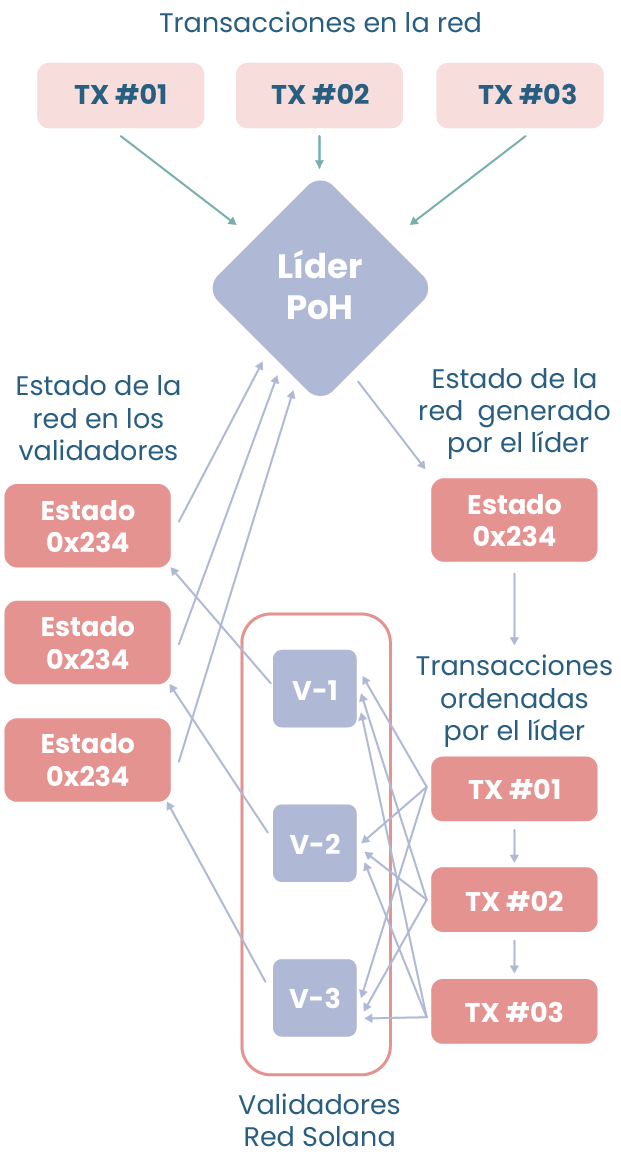 Transacciones en la red
TX #01
TX #02
TX #03
Líder
PoH
Estado de la
red en los
validadores
Estado de la
red generado
por el líder
Estado
0x234
Estado
0x234
Estado
0x234
Estado
0x234
V-1
V-2
V-3
Transacciones
ordenadas
por el líder
TX #01
TX #02
TX #03
Validadores
Red Solana